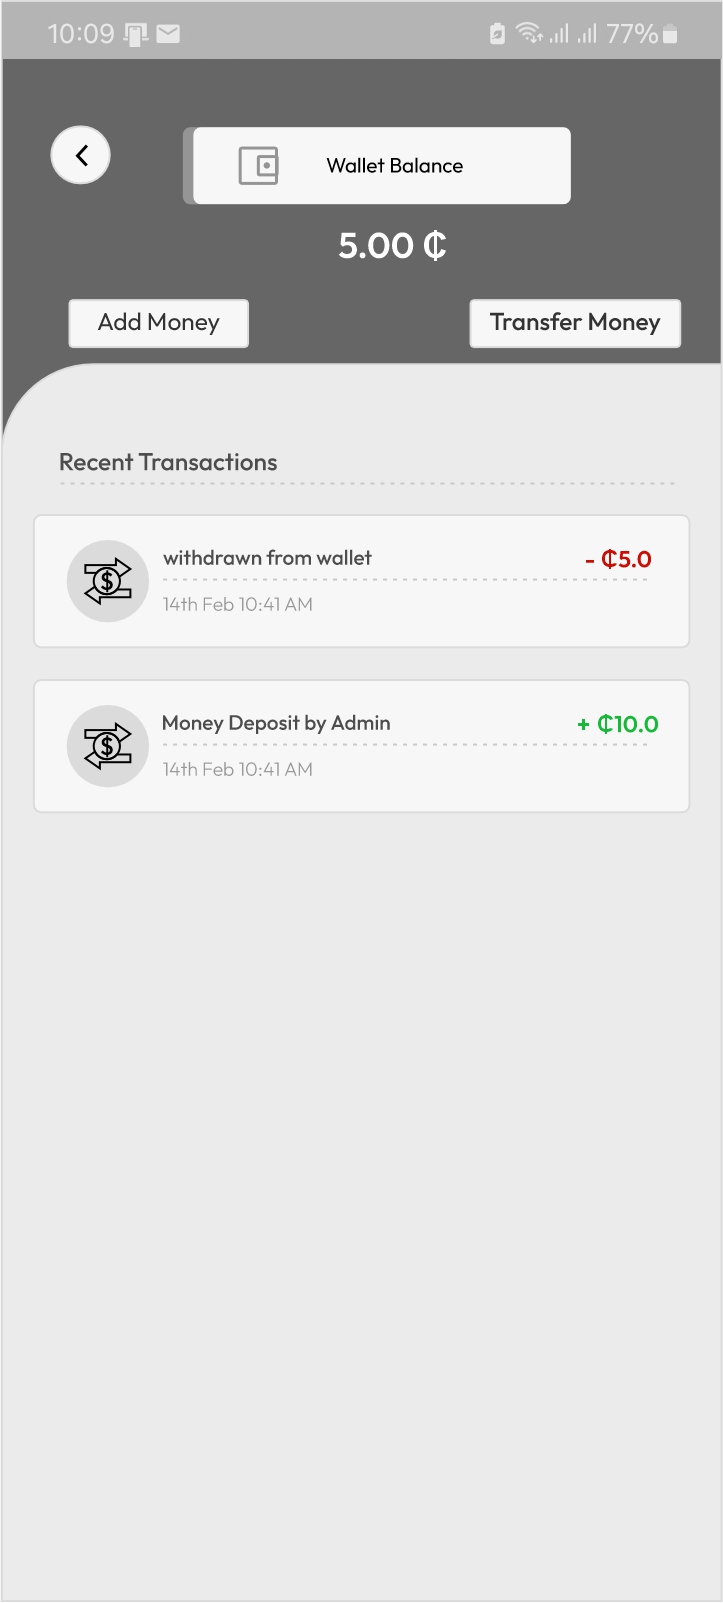 10:09 77%
Wallet Balance
5.00 ₵
Add Money Transfer Money
Recent Transactions
withdrawn from wallet - ₵5.0
14th Feb 10:41 AM
$
Money Deposit by Admin + ₵10.0
14th Feb 10:41 AM
$